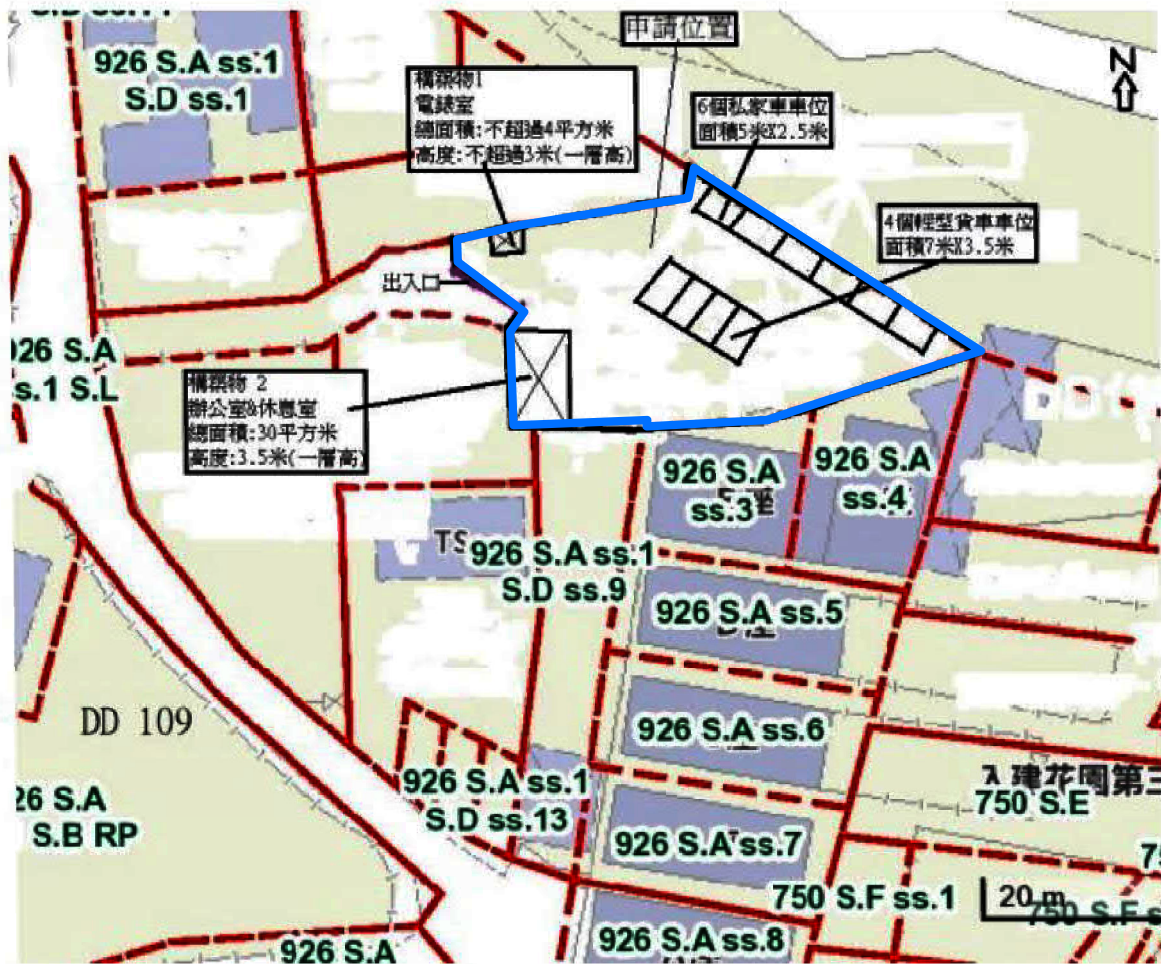 申請位置
N
926 S.A ss.1
S.D ss.1
構築物1
電錶室
總面積:不超過4平方米
高度:不超過3米(一層高)
6個私家車車位
面積5米X2.5米
4個輕型貨車車位
面積7米X3.5米
出入口
926 S.A
s.1 S.L
構築物 2
辦公室&休息室
總面積:30平方米
高度:3.5米(一層高)
926 S.A
ss.3
926 S.A
ss.4
TS
926 S.A ss.1
S.D ss.9
926 S.A ss.5
DD 109
926 S.A ss.6
926 S.A ss.1
S.D ss.13
花園第三
750 S.E
26 S.A
S.B RP
926 S.A ss.7
750 S.F ss.1
20 m
750 S.F s
926 S.A
926 S.A ss.8